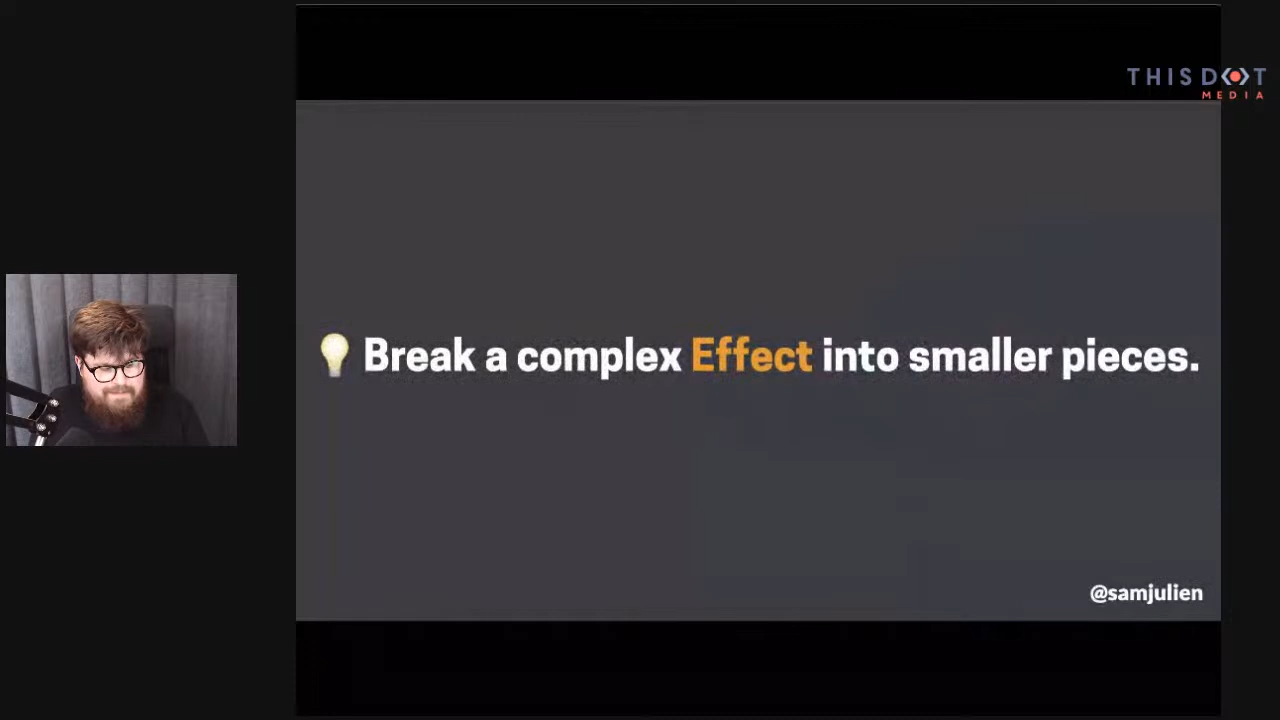 THIS DOT
MEDIA
Break a complex Effect into smaller pieces.
@samjulien